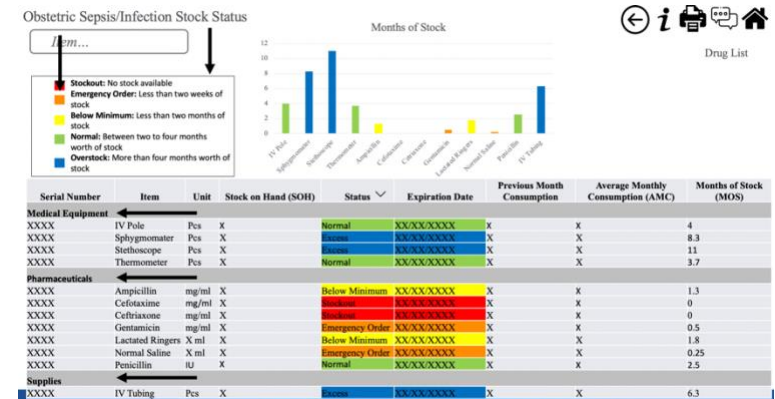 Obstetric Sepsis/Infection Stock Status
Item...
Drug List
Stockout: No stock available
Emergency Order: Less than two weeks of
stock
Below Minimum: Less than two months of
stock
Normal: Between two to four months
worth of stock
Overstock: More than four months worth of
stock
Months of Stock
12
10
8
6
4
2
0
IV Pole
Sphygmomater
Stethoscope
Thermometer
Ampicillin
Cefotaxime
Ceftriaxone
Gentamicin
Lactated Ringers
Normal Saline
Penicillin
IV Tubing
Serial Number Item Unit Stock on Hand (SOH) Status Expiration Date Previous Month Consumption Average Monthly Consumption (AMC) Months of Stock (MOS)
Medical Equipment
XXXX IV Pole Pcs X Normal XX/XX/XXXX X X 4
XXXX Sphygmomater Pcs X Excess XX/XX/XXXX X X 8.3
XXXX Stethoscope Pcs X Excess XX/XX/XXXX X X 11
XXXX Thermometer Pcs X Normal XX/XX/XXXX X X 3.7
Pharmaceuticals
XXXX Ampicillin mg/ml X Below Minimum XX/XX/XXXX X X 1.3
XXXX Cefotaxime mg/ml X Stockout XX/XX/XXXX X X 0
XXXX Ceftriaxone mg/ml X Stockout XX/XX/XXXX X X 0
XXXX Gentamicin mg/ml X Emergency Order XX/XX/XXXX X X 0.5
XXXX Lactated Ringers X ml X Below Minimum XX/XX/XXXX X X 1.8
XXXX Normal Saline X ml X Emergency Order XX/XX/XXXX X X 0.25
XXXX Penicillin IU X Normal XX/XX/XXXX X X 2.5
Supplies
XXXX IV Tubing Pcs X Excess XX/XX/XXXX X X 6.3